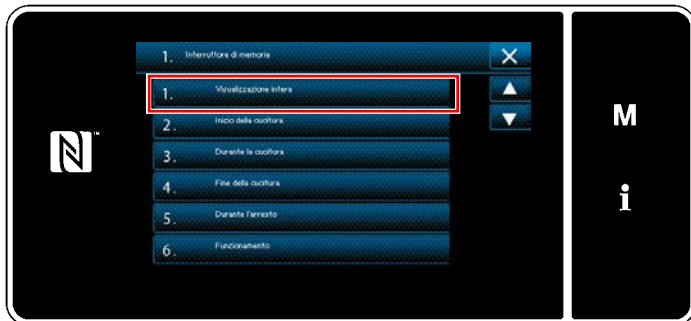 1. Interruttore di memoria
1. Visualizzazione intera
2. Inizio della cucitura
3. Durante la cucitura
4. Fine della cucitura
5. Durante l'arresto
6. Funzionamento
M
i